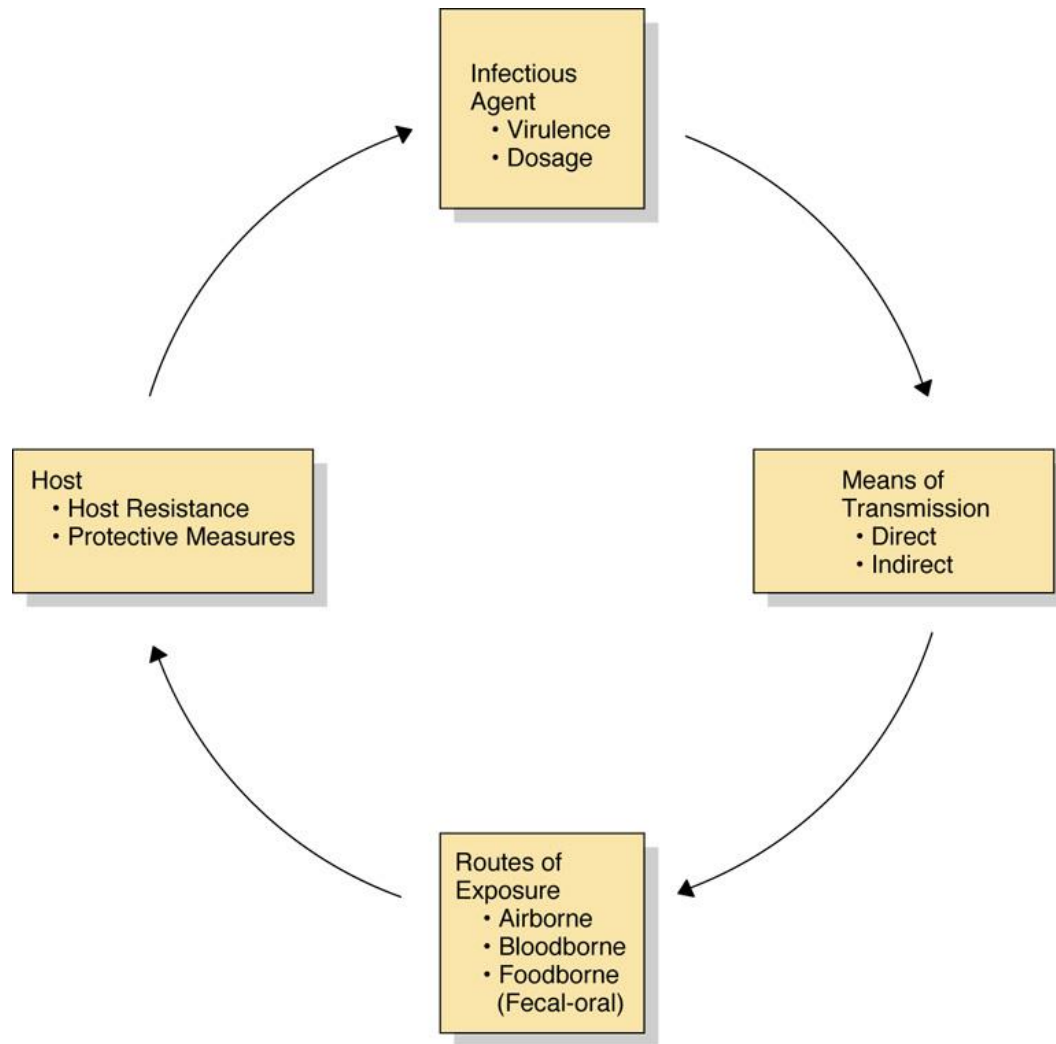 Infectious
Agent
• Virulence
• Dosage
Host
• Host Resistance
• Protective Measures
Means of
Transmission
• Direct
• Indirect
Routes of
Exposure
• Airborne
• Bloodborne
• Foodborne
(Fecal-oral)